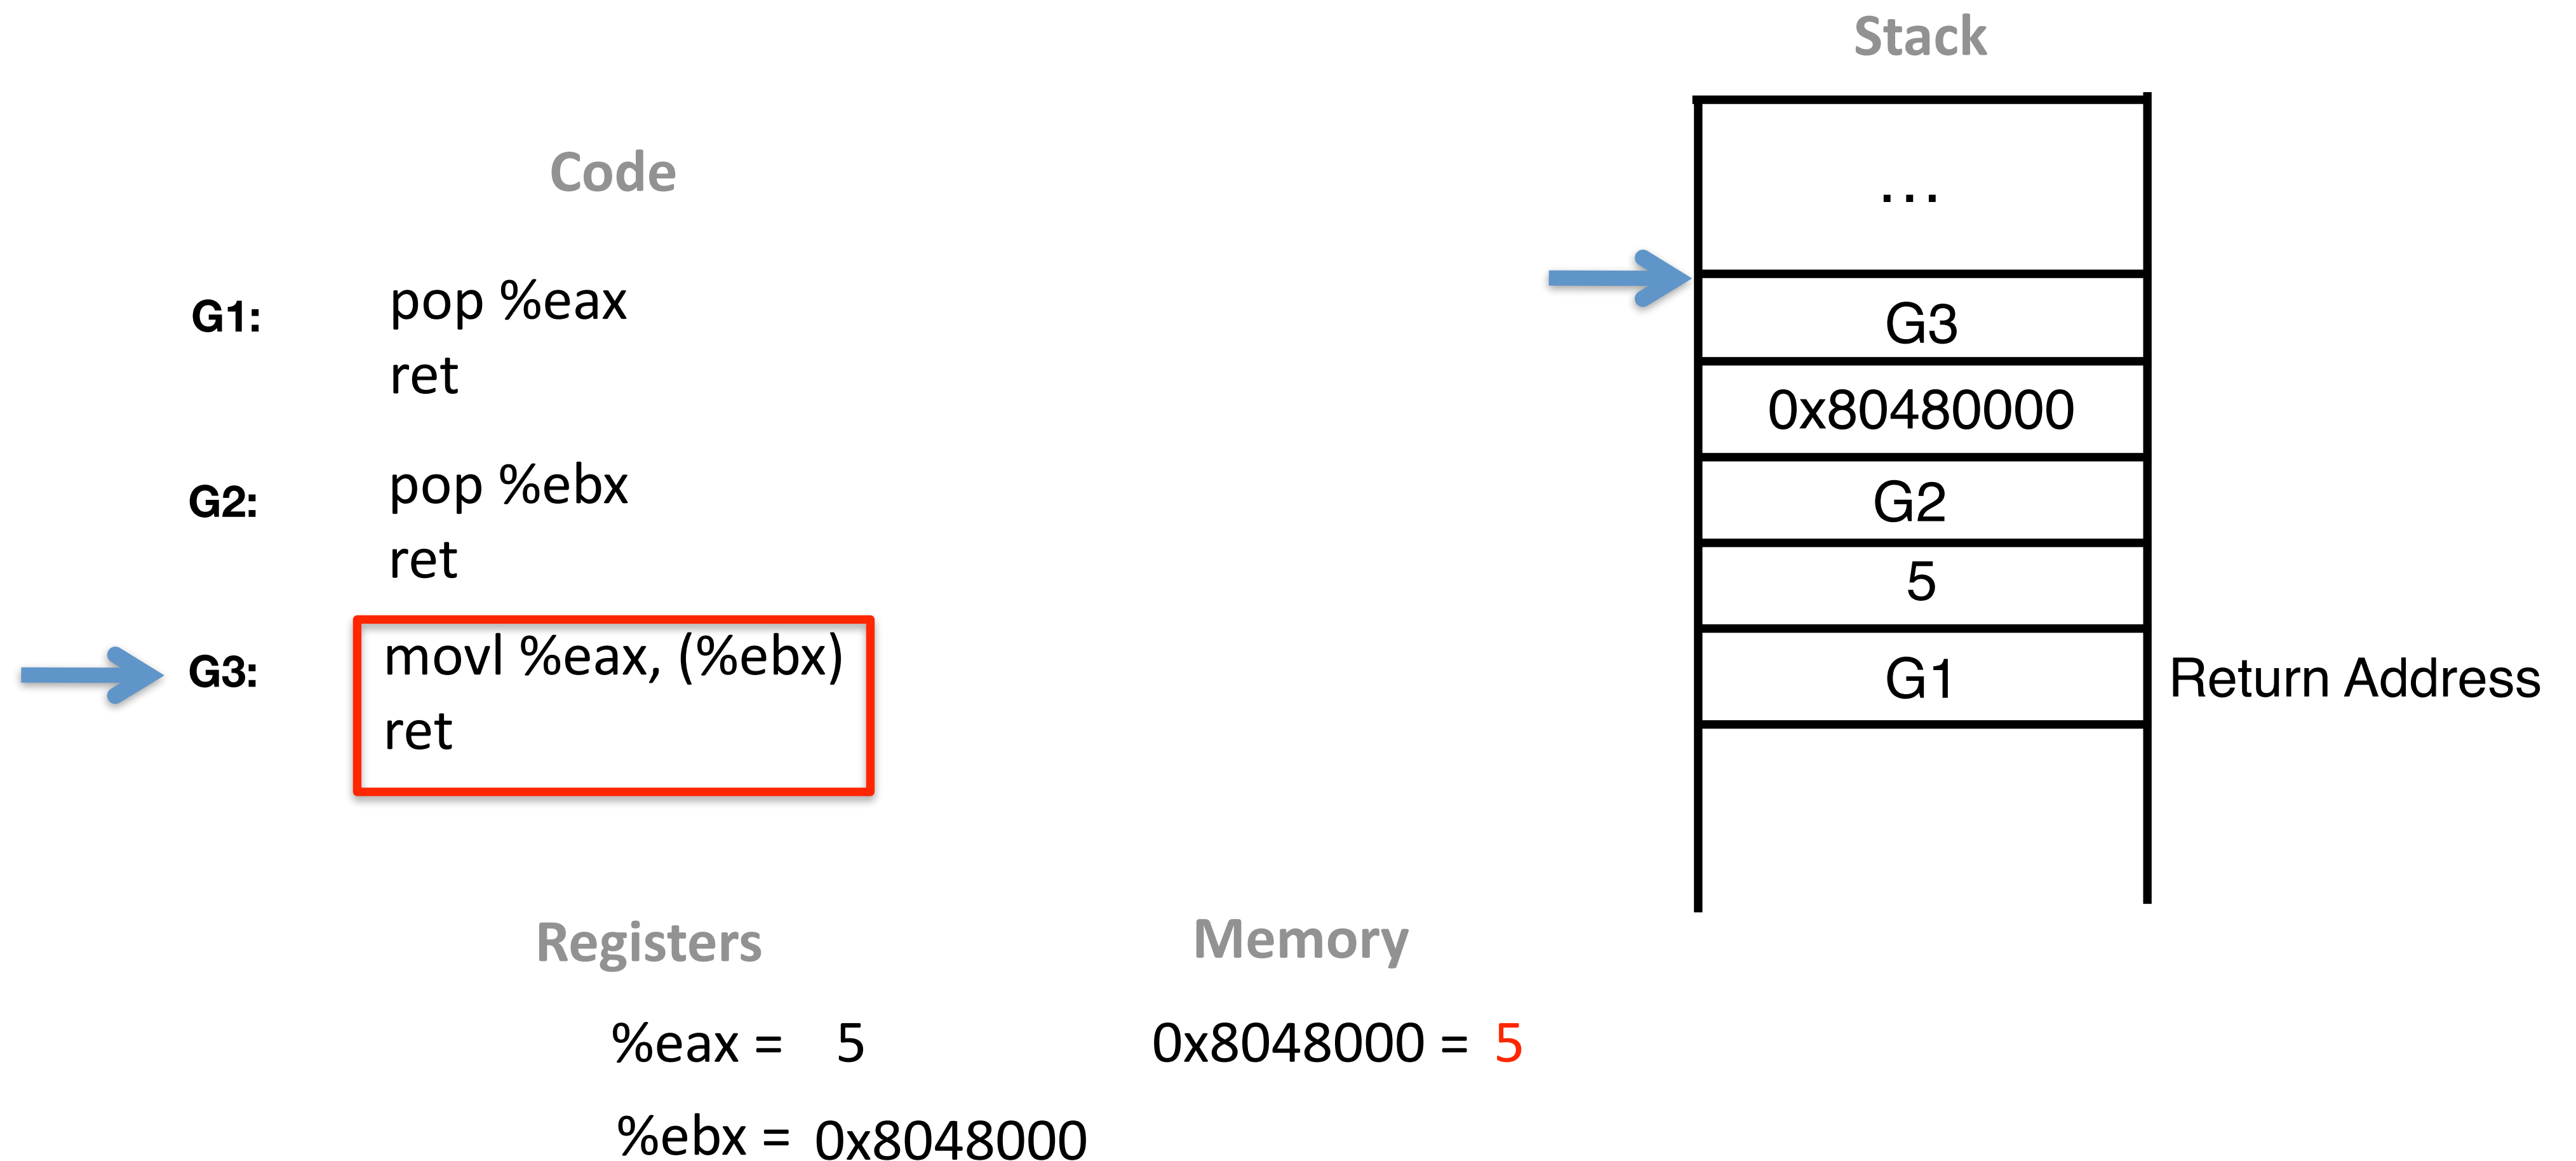 Code
G1:
pop %eax
ret
G2:
pop %ebx
ret
G3:
movl %eax, (%ebx)
ret
Stack
...
G3
0x80480000
G2
5
G1
Return Address
Registers
%eax = 5
%ebx = 0x8048000
Memory
0x8048000 = 5